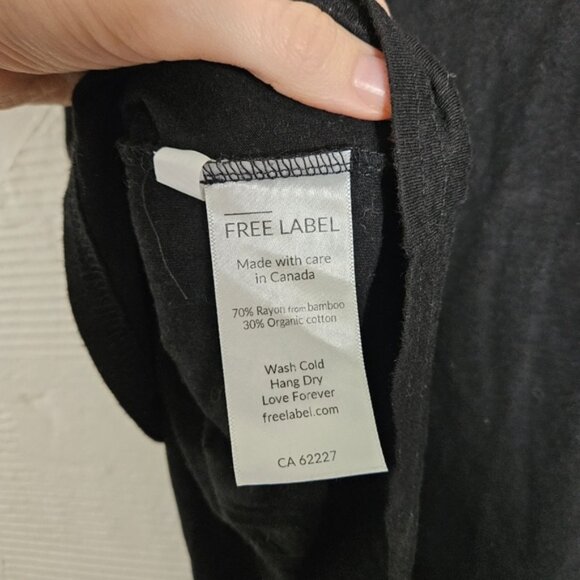 FREE LABEL
Made with care
in Canada
70% Rayon from bamboo
30% Organic cotton
Wash Cold
Hang Dry
Love Forever
freelabel.com
CA 62227